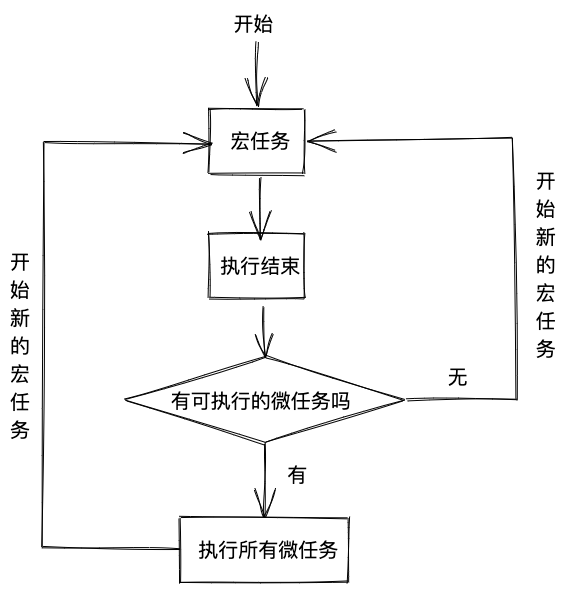 开始
宏任务
执行结束
有可执行的微任务吗
无
开始新的宏任务
有
执行所有微任务
开始新的宏任务